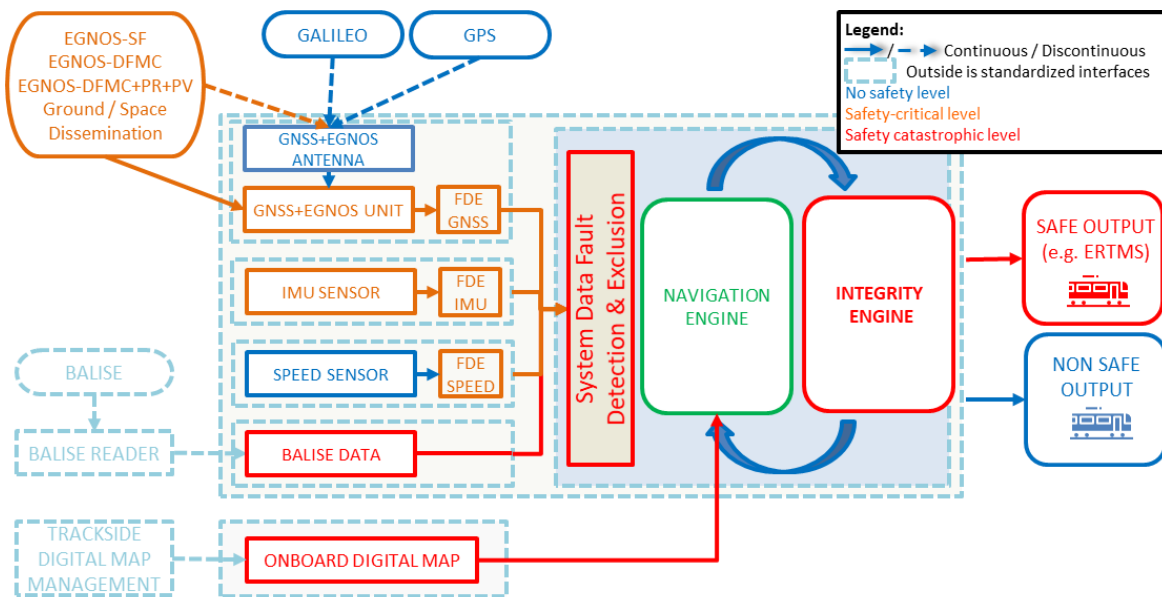 EGNOS-SF
EGNOS-DFMC
EGNOS-DFMC+PR+PV
Ground / Space
Dissemination
GALILEO
GPS
Legend:
/ Continuous / Discontinuous
Outside is standardized interfaces
No safety level
Safety-critical level
Safety catastrophic level
GNSS+EGNOS
ANTENNA
GNSS+EGNOS UNIT
FDE
GNSS
IMU SENSOR
FDE
IMU
SPEED SENSOR
FDE
SPEED
BALISE
BALISE READER
BALISE DATA
TRACKSIDE
DIGITAL MAP
MANAGEMENT
ONBOARD DIGITAL MAP
System Data Fault
Detection & Exclusion
NAVIGATION
ENGINE
INTEGRITY
ENGINE
SAFE OUTPUT
(e.g. ERTMS)
NON SAFE
OUTPUT